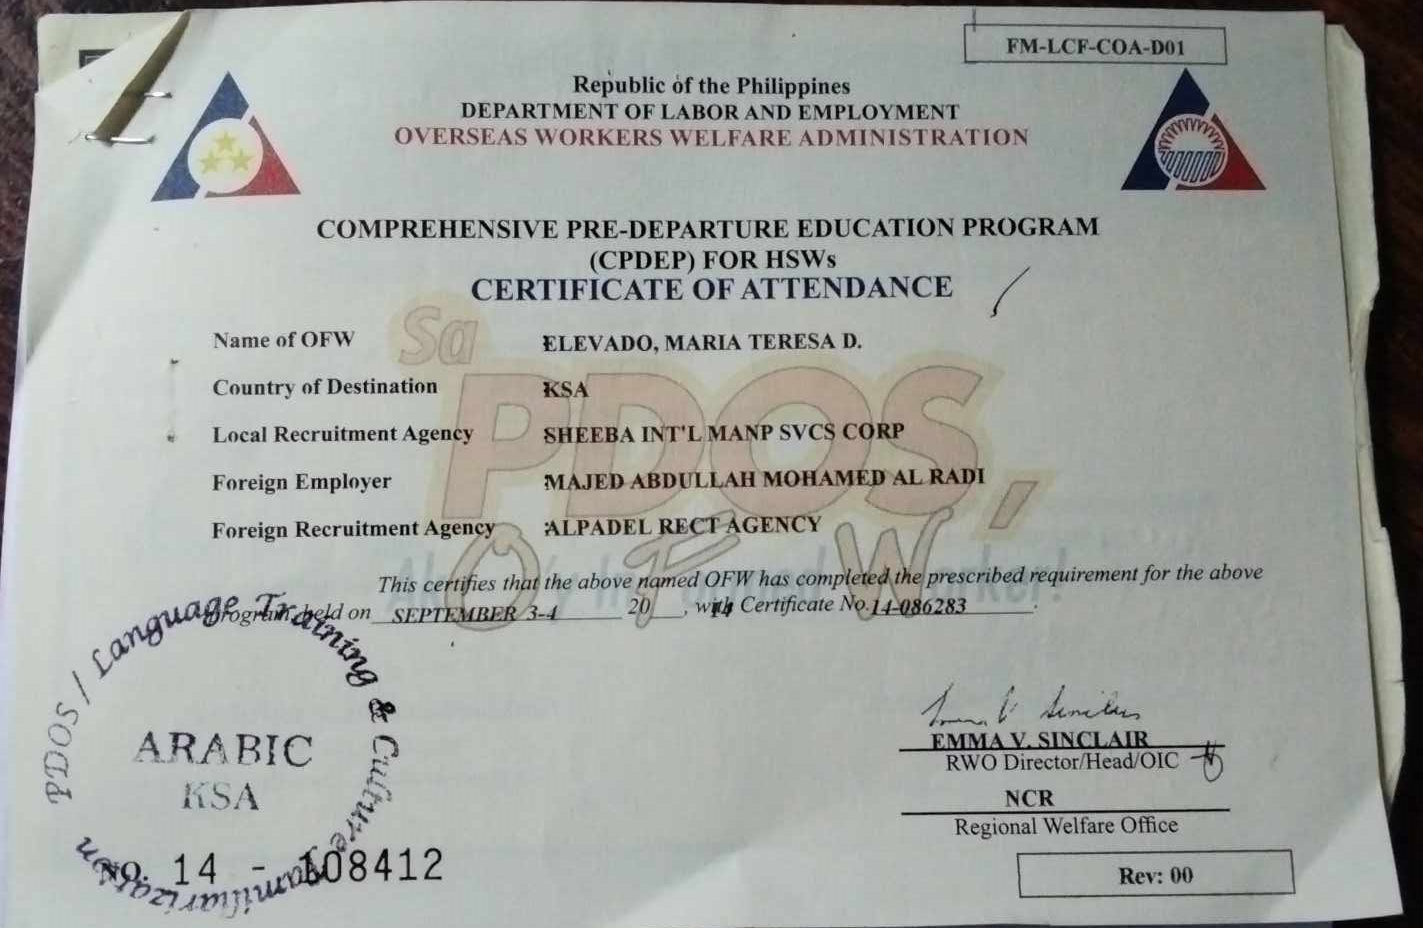 FM-LCF-COA-D01
Republic of the Philippines
DEPARTMENT OF LABOR AND EMPLOYMENT
OVERSEAS WORKERS WELFARE ADMINISTRATION
COMPREHENSIVE PRE-DEPARTURE EDUCATION PROGRAM
(CPDEP) FOR HSWs
CERTIFICATE OF ATTENDANCE
Name of OFW : ELEVADO, MARIA TERESA D.
Country of Destination : KSA
Local Recruitment Agency : SHEEBA INT'L MANP SVCS CORP
Foreign Employer : MAJED ABDULLAH MOHAMED AL RADI
Foreign Recruitment Agency : ALPADEL RECT AGENCY
Sa
PDOS,
This certifies that the above named OFW has completed the prescribed requirement for the above
program, held on SEPTEMBER 3-4 20 14, with Certificate No. 14-086283.
PDOS / Language Training & Culture Familiarization
ARABIC
KSA
NO. 14 - 108412
EMMA V. SINCLAIR
RWO Director/Head/OIC
NCR
Regional Welfare Office
Rev: 00